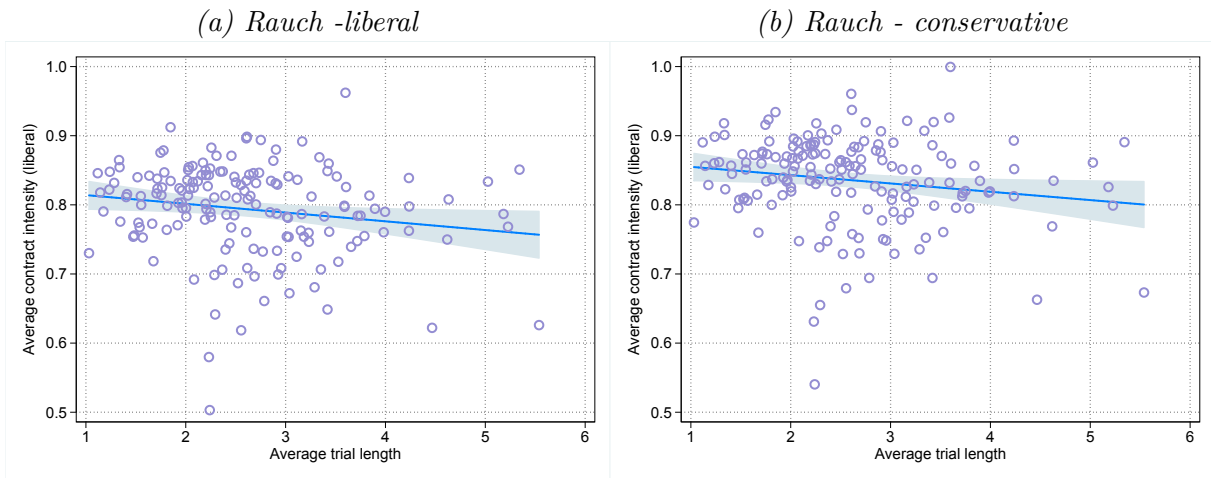 (a) Rauch -liberal
Average contract intensity (liberal)
1.0
0.9
0.8
0.7
0.6
0.5
1 2 3 4 5 6
Average trial length
(b) Rauch - conservative
Average contract intensity (liberal)
1.0
0.9
0.8
0.7
0.6
0.5
1 2 3 4 5 6
Average trial length